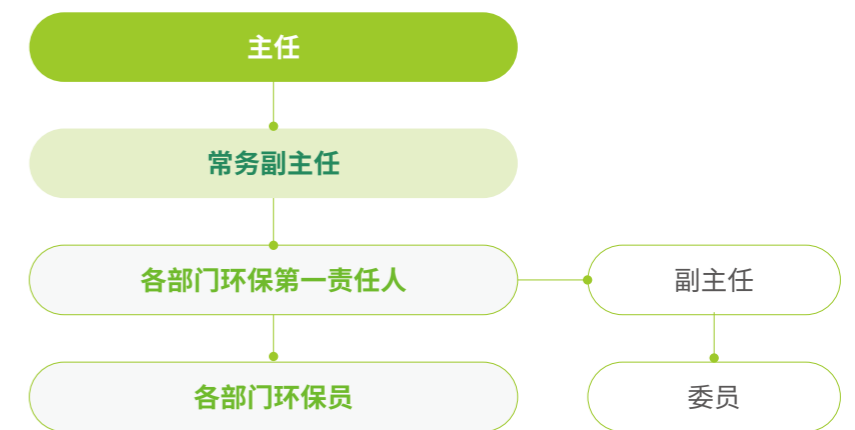 主任
常务副主任
各部门环保第一责任人
副主任
各部门环保员
委员